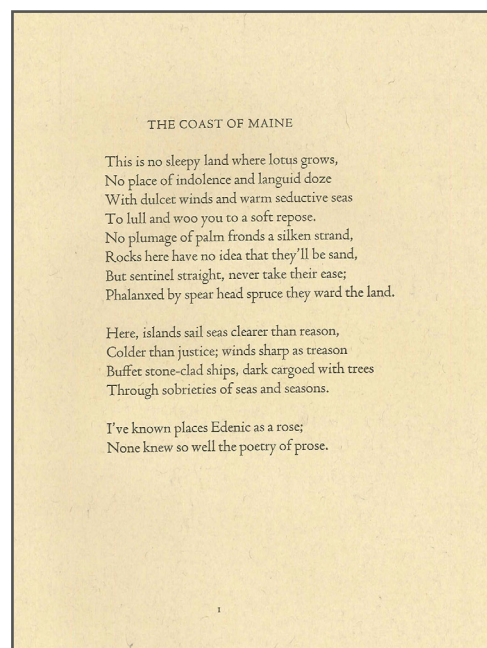 THE COAST OF MAINE
This is no sleepy land where lotus grows,
No place of indolence and languid doze
With dulcet winds and warm seductive seas
To lull and woo you to a soft repose.
No plumage of palm fronds a silken strand,
Rocks here have no idea that they'll be sand,
But sentinel straight, never take their ease;
Phalanxed by spear head spruce they ward the land.
Here, islands sail seas clearer than reason,
Colder than justice; winds sharp as treason
Buffet stone-clad ships, dark cargoed with trees
Through sobrieties of seas and seasons.
I've known places Edenic as a rose;
None knew so well the poetry of prose.
1